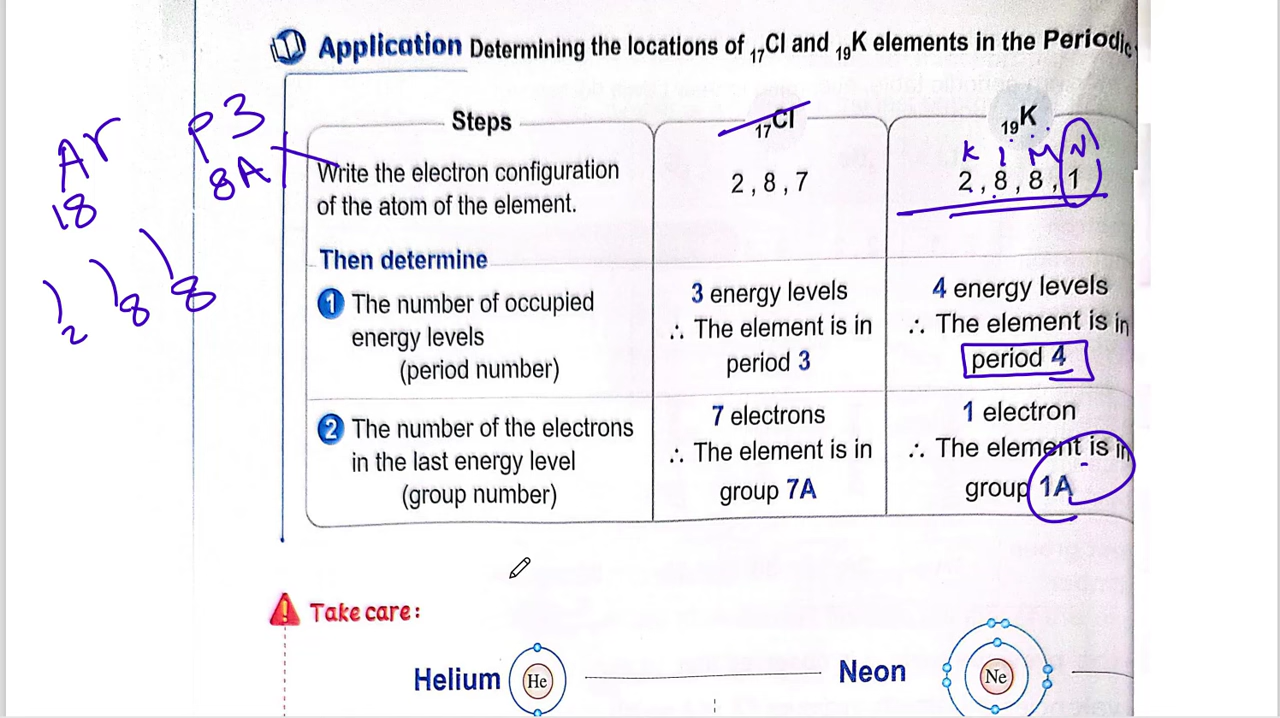 Application Determining the locations of ₁₇Cl and ₁₉K elements in the Periodic
Ar
18
2 8 8
P3
8A
Steps
₁₇Cl
₁₉K
K L M N
Write the electron configuration
of the atom of the element.
2 , 8 , 7
2 , 8 , 8 , 1
Then determine
1 The number of occupied
energy levels
(period number)
3 energy levels
∴ The element is in
period 3
4 energy levels
∴ The element is in
period 4
2 The number of the electrons
in the last energy level
(group number)
7 electrons
∴ The element is in
group 7A
1 electron
∴ The element is in
group 1A
Take care:
Helium
He
Neon
Ne